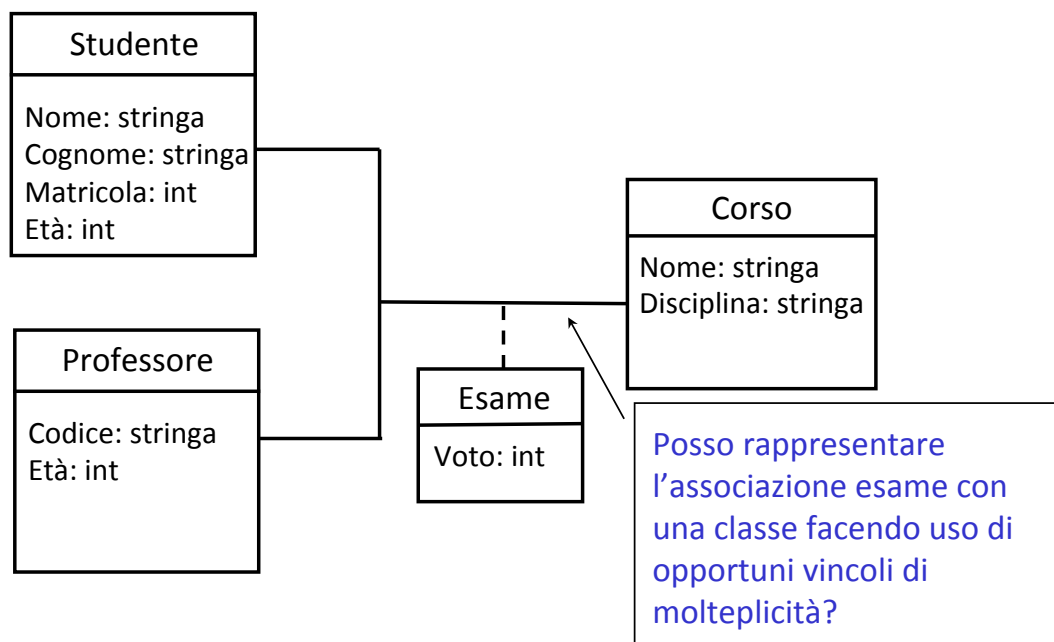 Studente
Nome: stringa
Cognome: stringa
Matricola: int
Età: int
Professore
Codice: stringa
Età: int
Esame
Voto: int
Corso
Nome: stringa
Disciplina: stringa
Posso rappresentare
l’associazione esame con
una classe facendo uso di
opportuni vincoli di
molteplicità?